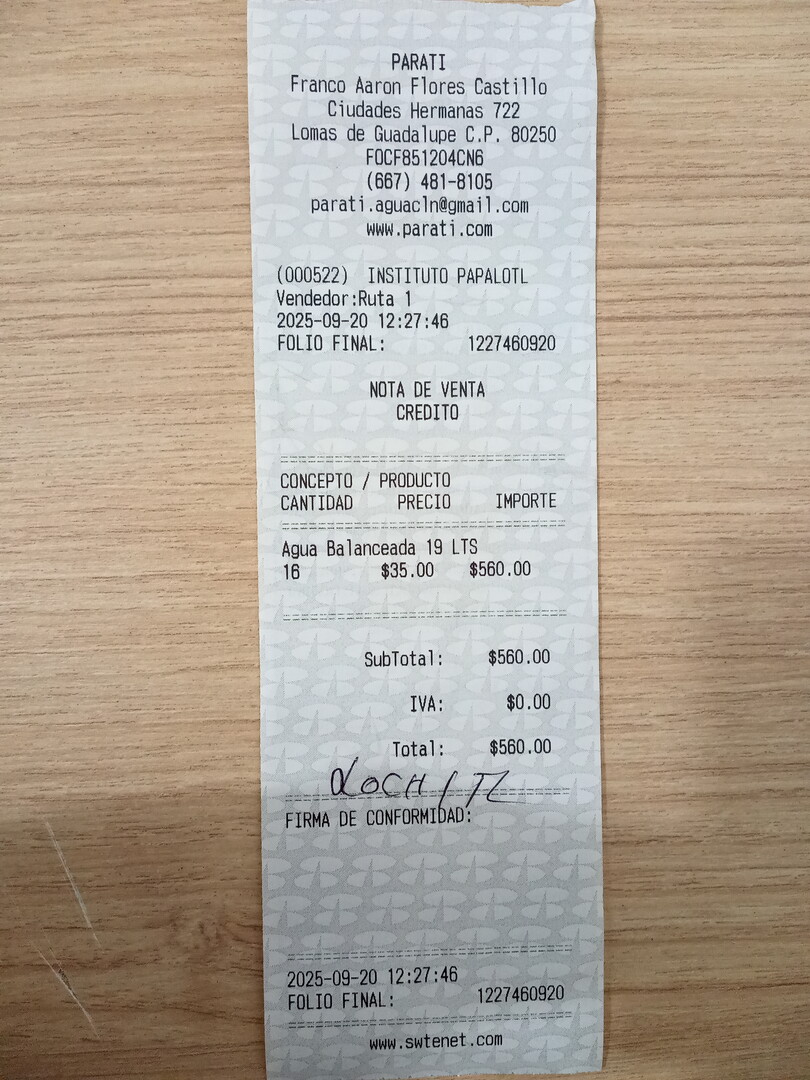 PARATI
Franco Aaron Flores Castillo
Ciudades Hermanas 722
Lomas de Guadalupe C.P. 80250
FOCF851204CN6
(667) 481-8105
parati.aguacln@gmail.com
www.parati.com
(000522) INSTITUTO PAPALOTL
Vendedor:Ruta 1
2025-09-20 12:27:46
FOLIO FINAL: 1227460920
NOTA DE VENTA
CREDITO
CONCEPTO / PRODUCTO
CANTIDAD PRECIO IMPORTE
Agua Balanceada 19 LTS
16 $35.00 $560.00
SubTotal: $560.00
IVA: $0.00
Total: $560.00
XOCHITL
FIRMA DE CONFORMIDAD:
2025-09-20 12:27:46
FOLIO FINAL: 1227460920
www.swtenet.com